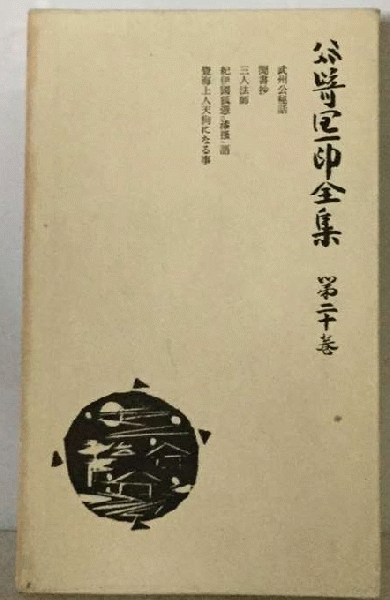 谷崎潤一郎全集 第二十巻
武州公秘話
聞書抄
三人法師
紀伊國狐憑漆掻語
覺海上人天狗になる事